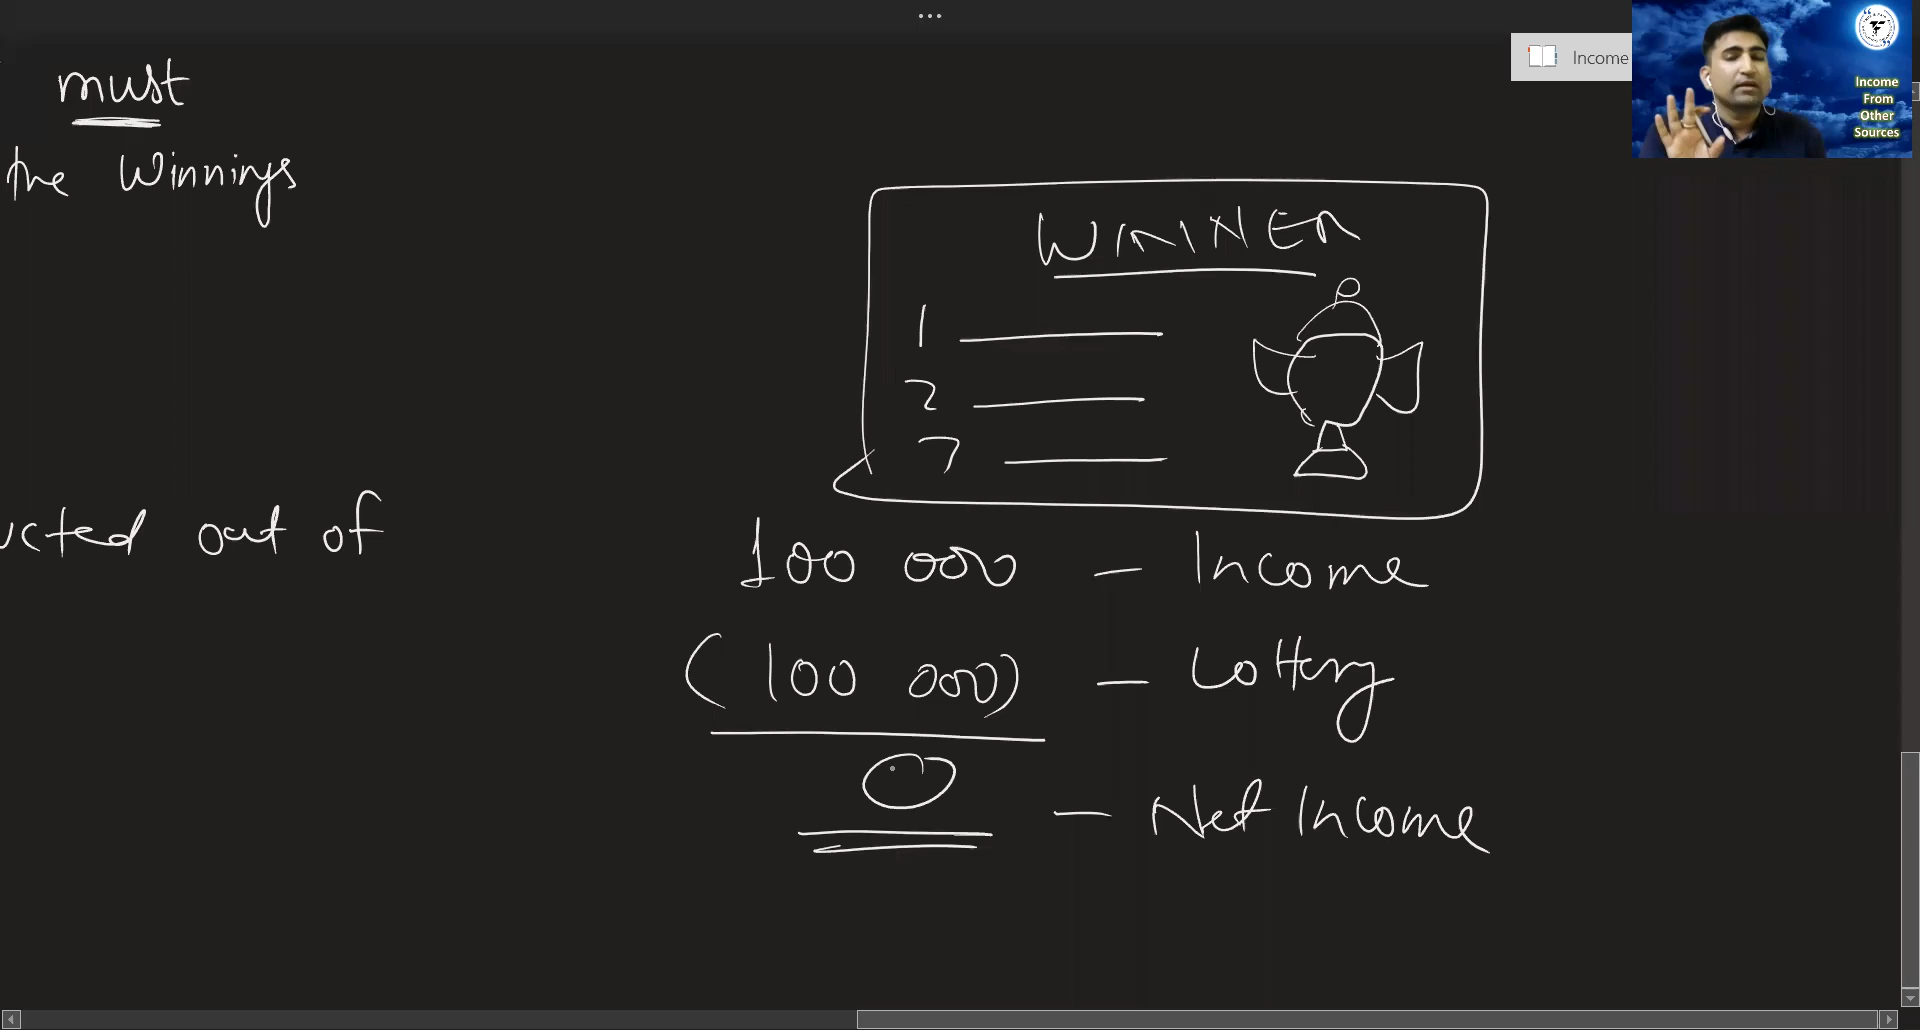 must
the Winnings
ucted out of
WINNER
1
2
7
100 000 — Income
(100 000) — Lottery
0 — Net Income
Income
Income
From
Other
Sources